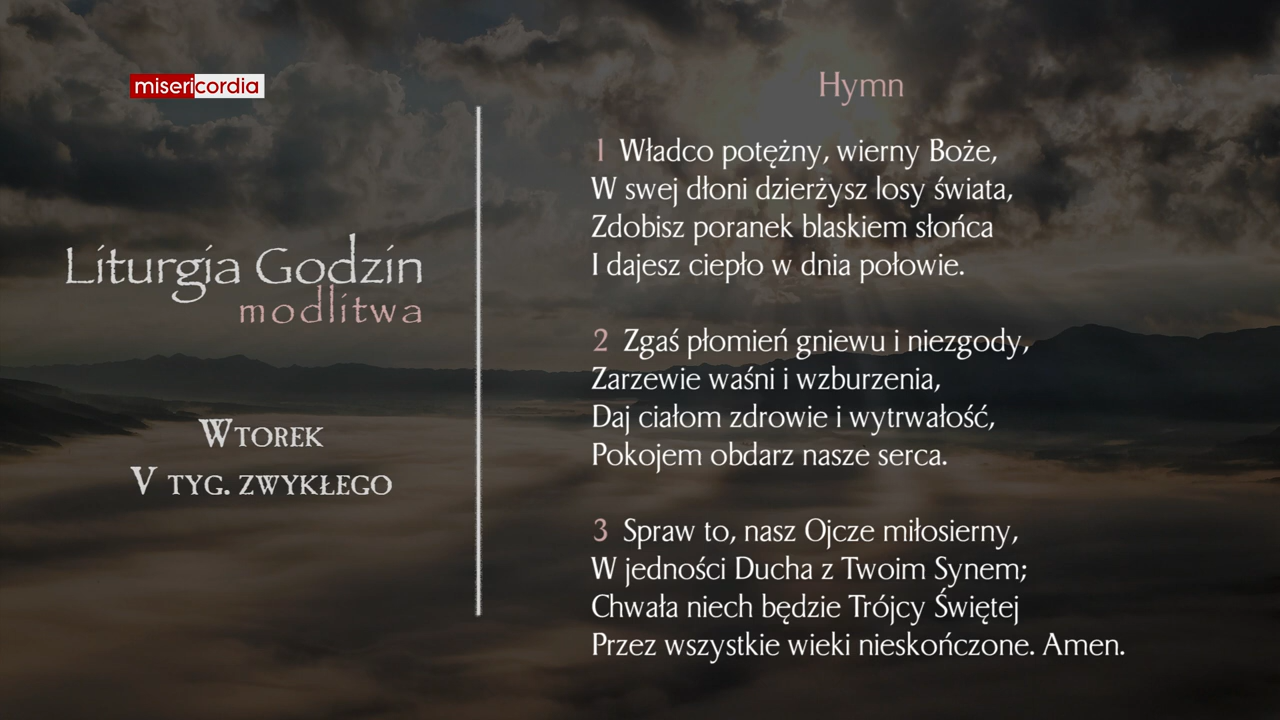 misericordia
Liturgia Godzin
modlitwa
Wtorek
V tyg. zwykłego
Hymn
1 Władco potężny, wierny Boże,
W swej dłoni dzierżysz losy świata,
Zdobisz poranek blaskiem słońca
I dajesz ciepło w dnia połowie.
2 Zgaś płomień gniewu i niezgody,
Zarzewie waśni i wzburzenia,
Daj ciałom zdrowie i wytrwałość,
Pokojem obdarz nasze serca.
3 Spraw to, nasz Ojcze miłosierny,
W jedności Ducha z Twoim Synem;
Chwała niech będzie Trójcy Świętej
Przez wszystkie wieki nieskończone. Amen.